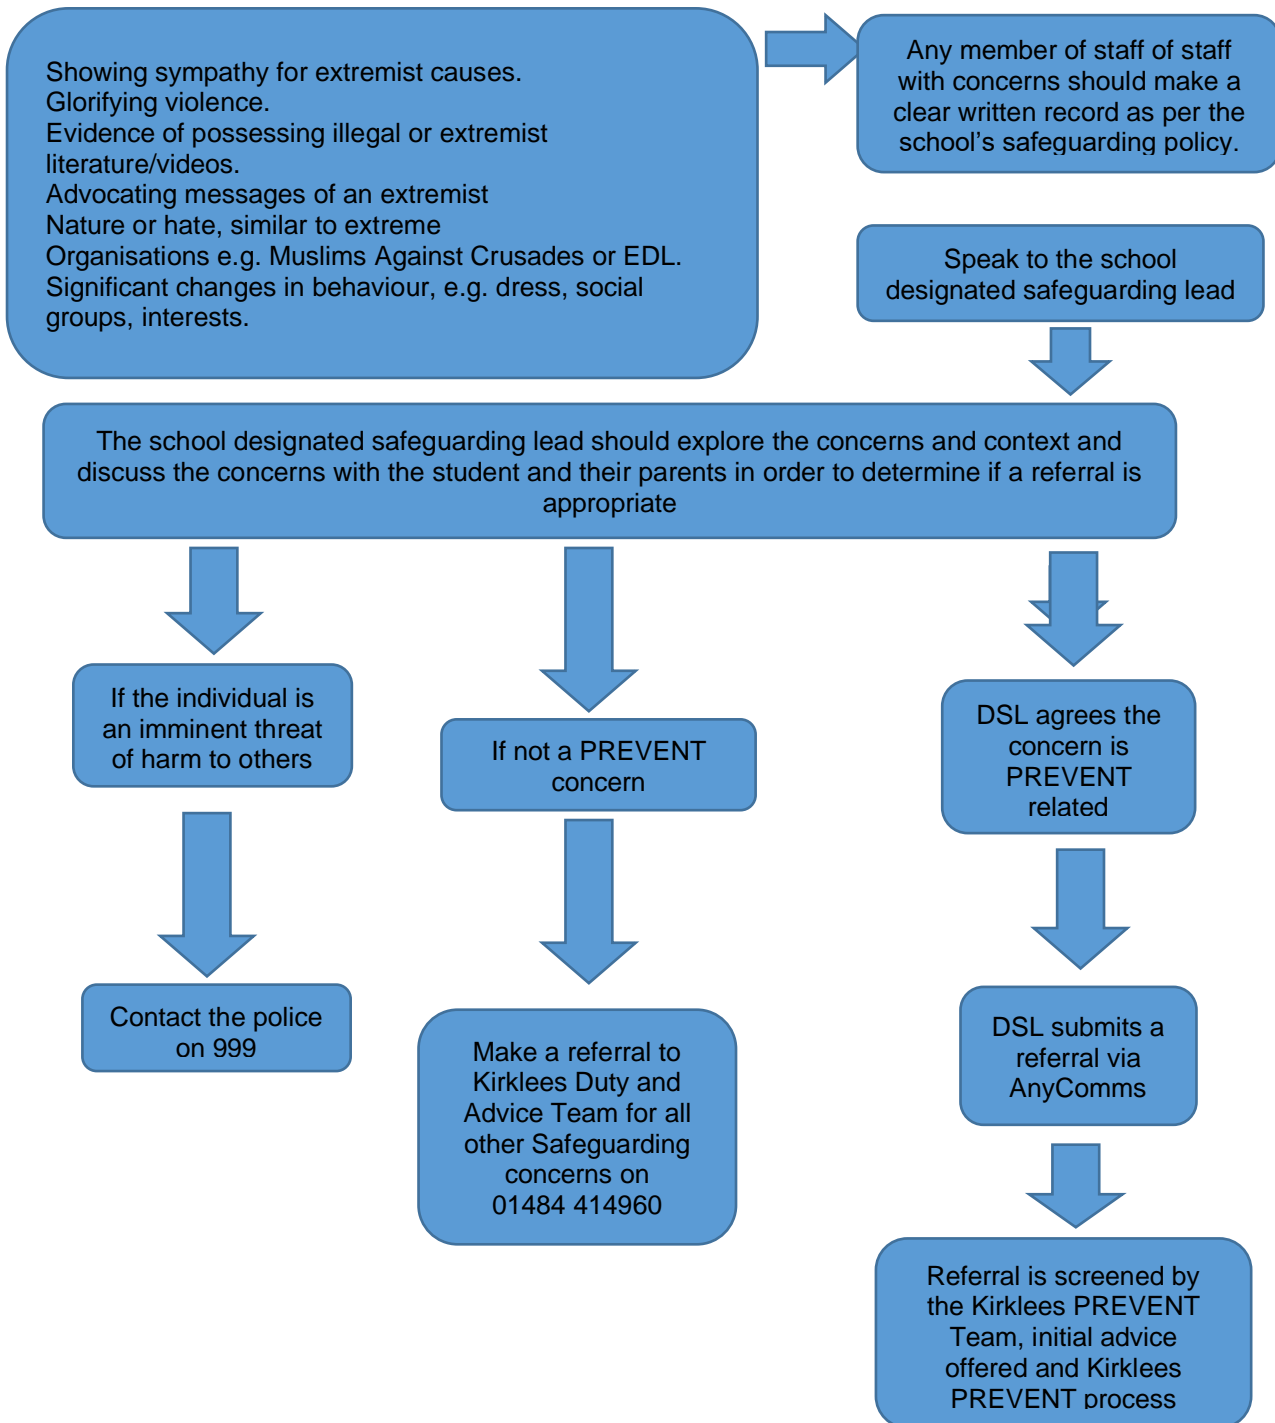 Showing sympathy for extremist causes.
Glorifying violence.
Evidence of possessing illegal or extremist
literature/videos.
Advocating messages of an extremist
Nature or hate, similar to extreme
Organisations e.g. Muslims Against Crusades or EDL.
Significant changes in behaviour, e.g. dress, social
groups, interests.
Any member of staff of staff
with concerns should make a
clear written record as per the
school’s safeguarding policy.
Speak to the school
designated safeguarding lead
The school designated safeguarding lead should explore the concerns and context and
discuss the concerns with the student and their parents in order to determine if a referral is
appropriate
If the individual is
an imminent threat
of harm to others
Contact the police
on 999
If not a PREVENT
concern
Make a referral to
Kirklees Duty and
Advice Team for all
other Safeguarding
concerns on
01484 414960
DSL agrees the
concern is
PREVENT
related
DSL submits a
referral via
AnyComms
Referral is screened by
the Kirklees PREVENT
Team, initial advice
offered and Kirklees
PREVENT process